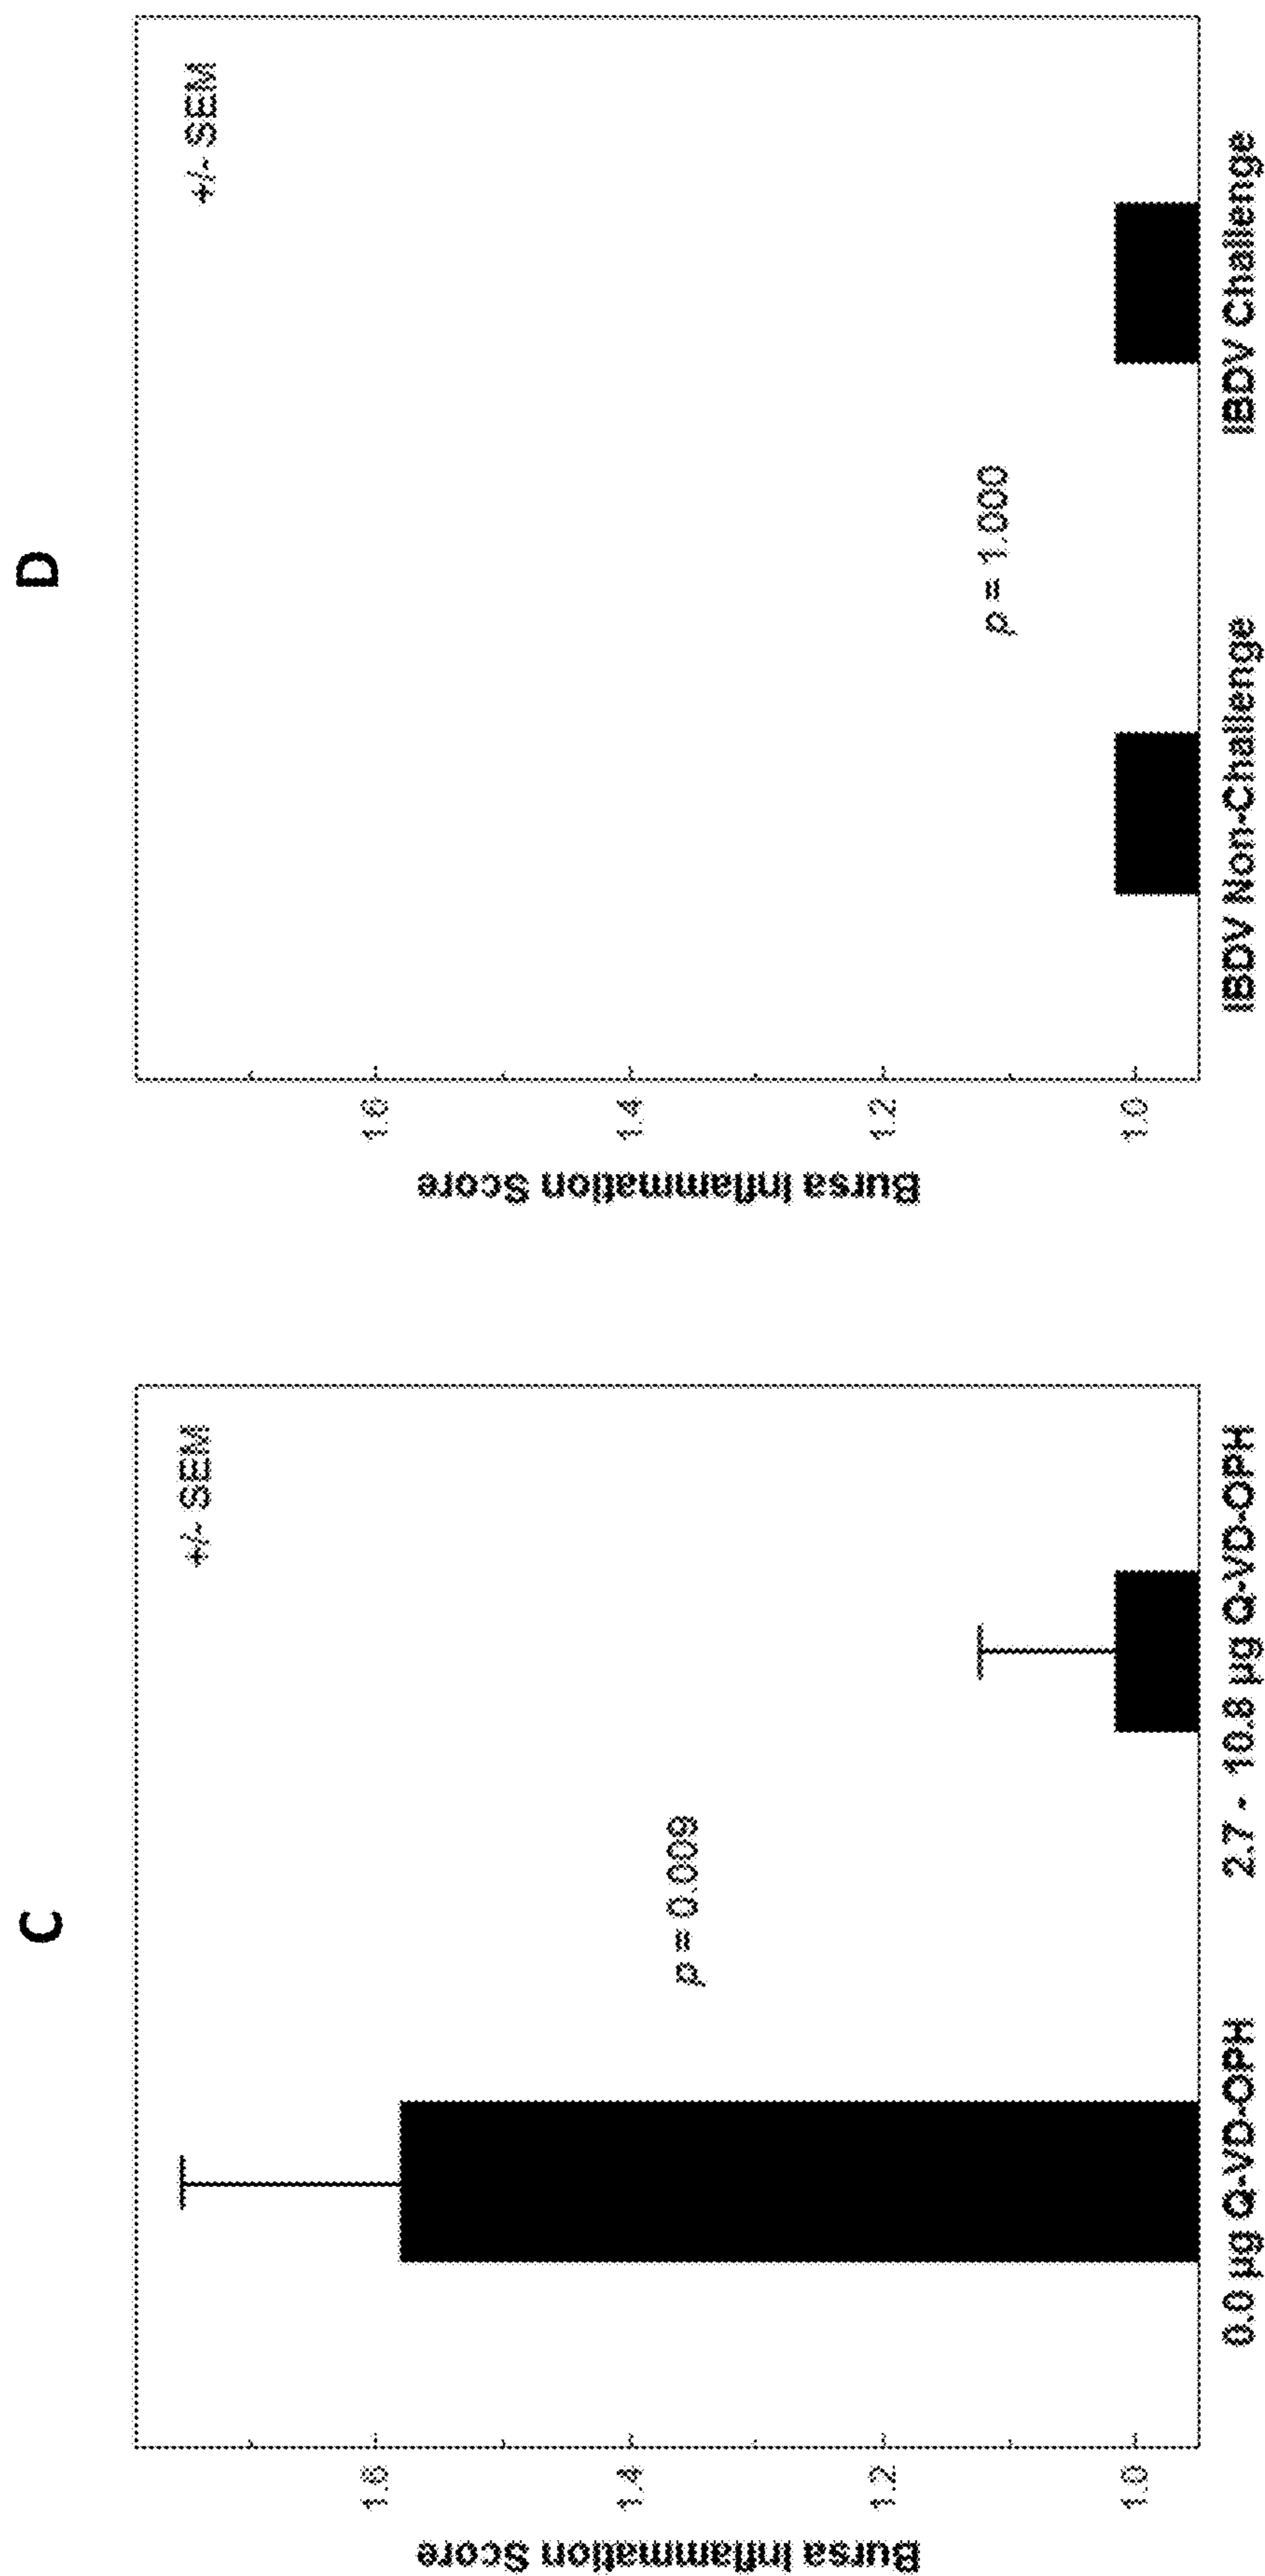 C
+/- SEM
Bursa Inflammation Score
1.6
1.4
1.2
1.0
p = 0.009
0.0 µg Q-VD-OPH
2.7 - 10.8 µg Q-VD-OPH
D
+/- SEM
Bursa Inflammation Score
1.6
1.4
1.2
1.0
p = 1.000
IBDV Non-Challenge
IBDV Challenge